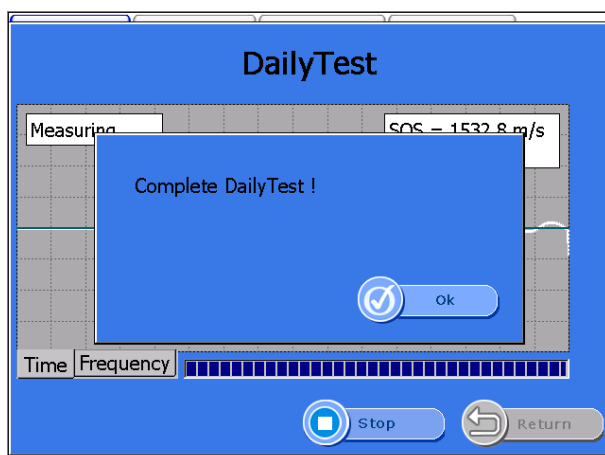 DailyTest
Measuring
SOS = 1532.8 m/s
Complete DailyTest !
Ok
Time Frequency
Stop Return